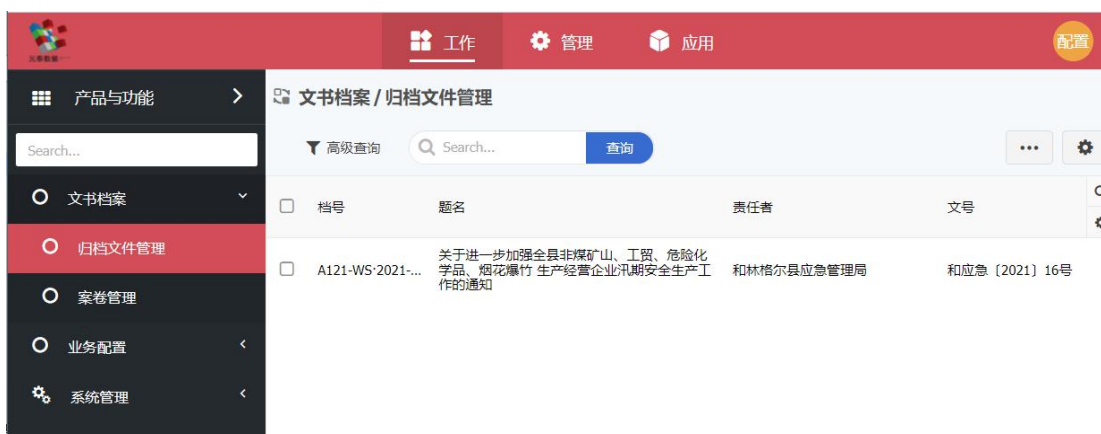 工作
管理
应用
配置
产品与功能
文书档案 / 归档文件管理
Search...
高级查询
Search...
查询
文书档案
归档文件管理
案卷管理
业务配置
系统管理
档号
题名
责任者
文号
A121-WS·2021-...
关于进一步加强全县非煤矿山、工贸、危险化
学品、烟花爆竹 生产经营企业汛期安全生产工
作的通知
和林格尔县应急管理局
和应急〔2021〕16号